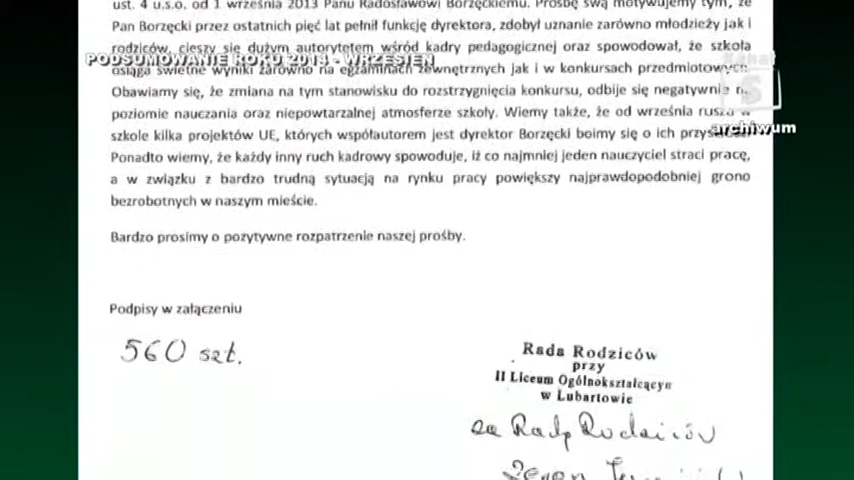 ust. 4 u.s.o. od 1 września 2013 Panu Radosławowi Borzęckiemu. Prośbę swą motywujemy tym, że
Pan Borzęcki przez ostatnich pięć lat pełnił funkcję dyrektora, zdobył uznanie zarówno młodzieży jak i
rodziców, cieszy się dużym autorytetem wśród kadry pedagogicznej oraz spowodował, że szkoła
PODSUMOWANIE ROKU 2013 - WRZESIEŃ
osiąga świetne wyniki zarówno na egzaminach zewnętrznych jak i w konkursach przedmiotowych.
Obawiamy się, że zmiana na tym stanowisku do rozstrzygnięcia konkursu, odbije się negatywnie
S
poziomie nauczania oraz niepowtarzalnej atmosferze szkoły. Wiemy także, że od września rusza w
archiwum
szkole kilka projektów UE, których współautorem jest dyrektor Borzęcki boimy się o ich
Ponadto wiemy, że każdy inny ruch kadrowy spowoduje, iż co najmniej jeden nauczyciel straci pracę,
a w związku z bardzo trudną sytuacją na rynku pracy powiększy najprawdopodobniej grono
bezrobotnych w naszym mieście.
Bardzo prosimy o pozytywne rozpatrzenie naszej prośby.
Podpisy w załączeniu
560 szt.
Rada Rodziców
przy
II Liceum Ogólnokształcącym
w Lubartowie
za Radę Rodziców